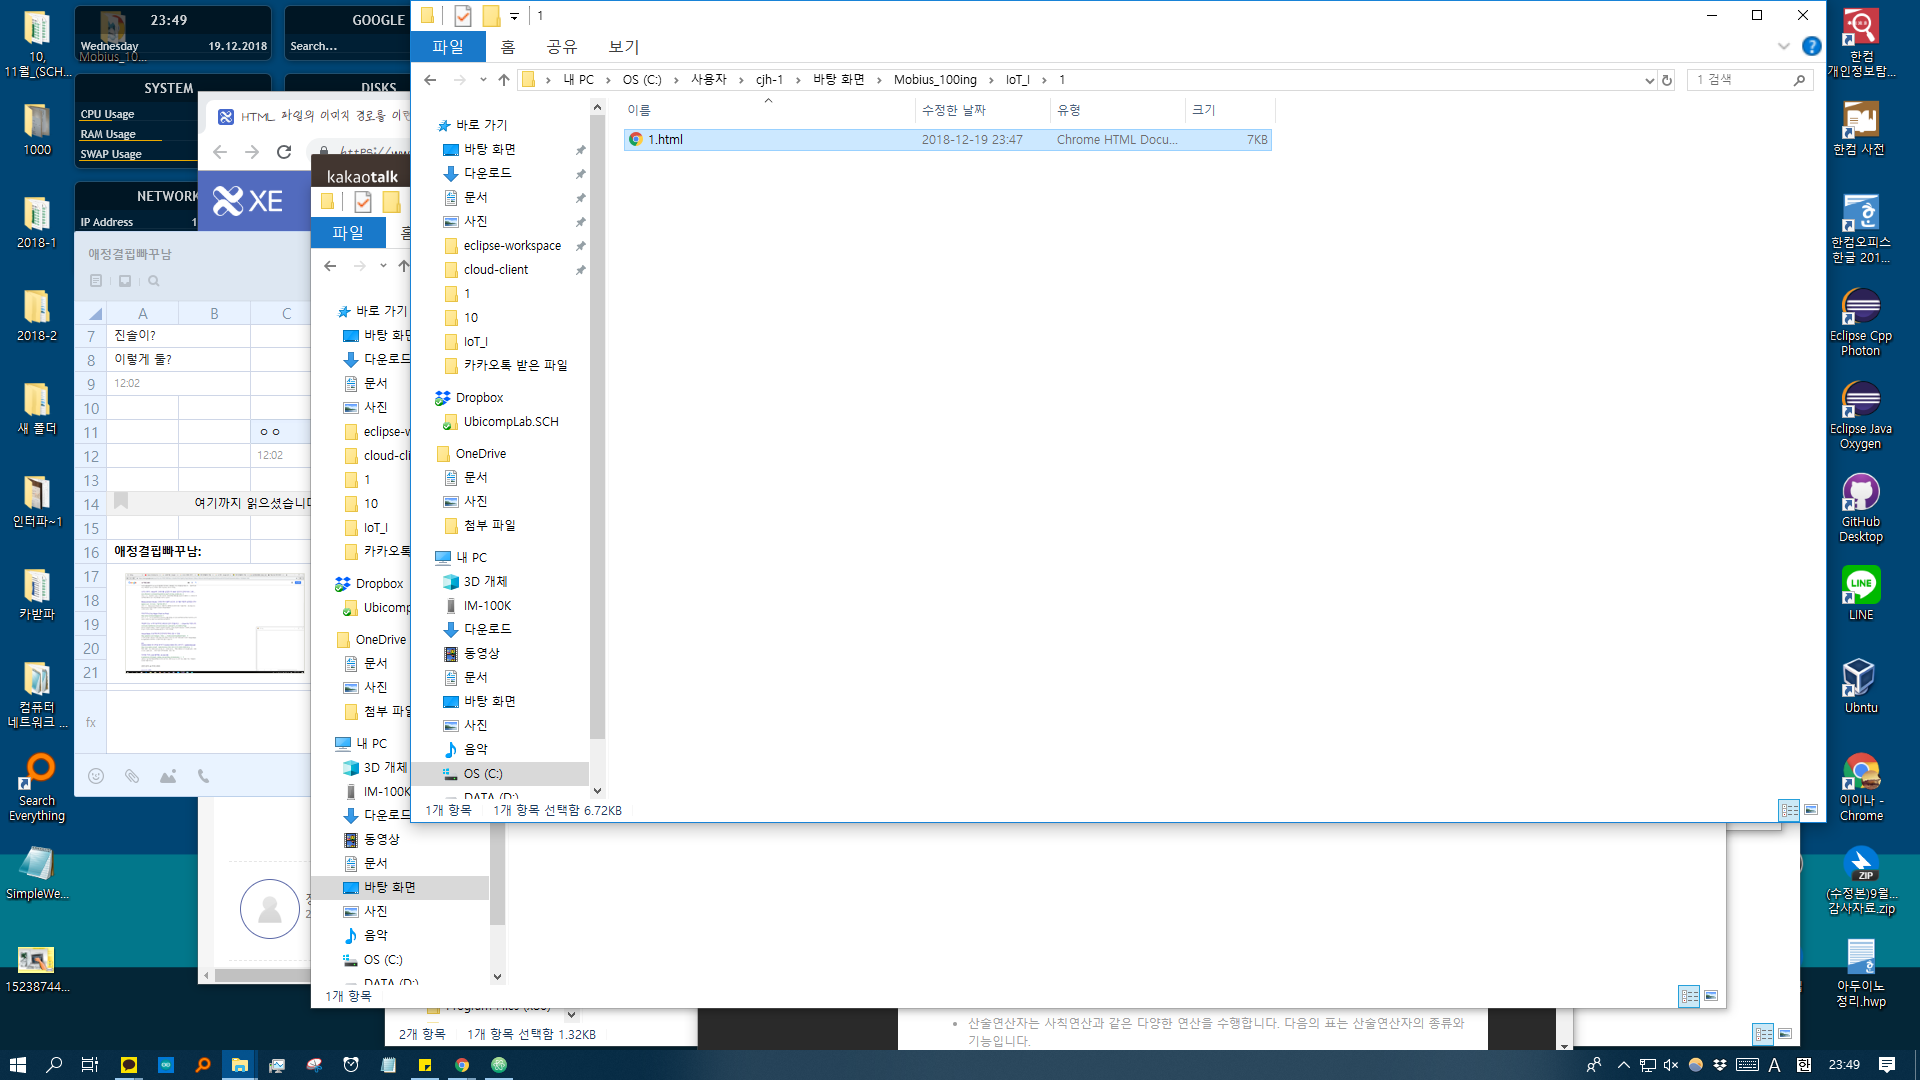 10,
11월_(SCH...
1000
2018-1
2018-2
새 폴더
인터파~1
카받파
컴퓨터
네트워크 ...
Search
Everything
SimpleWe...
15238744...
Mobius_10...
23:49
Wednesday 19.12.2018
SYSTEM
CPU Usage
RAM Usage
SWAP Usage
NETWORK
IP Address 1
GOOGLE
Search...
DISKS
HTML. 파일의 이미지 경로를
https://ww
XE
애정결핍빠꾸남
A B C
7 진솔이?
8 이렇게 둘?
9 12:02
10
11 ㅇㅇ
12 12:02
13
14 여기까지 읽으셨습니다
15
16 애정결핍빠꾸남:
17
18
19
20
21
fx
kakaotalk
파일 홈
바로 가기
바탕 화면
다운로드
문서
사진
eclipse-w
cloud-cli
1
10
IoT_I
카카오톡
Dropbox
Ubicomp
OneDrive
문서
사진
첨부 파일
내 PC
3D 개체
IM-100K
다운로드
동영상
문서
바탕 화면
사진
음악
OS (C:)
DATA (D:)
1개 항목
1
파일 홈 공유 보기
내 PC OS (C:) 사용자 cjh-1 바탕 화면 Mobius_100ing IoT_I 1
1 검색
이름 수정한 날짜 유형 크기
1.html 2018-12-19 23:47 Chrome HTML Docu... 7KB
바로 가기
바탕 화면
다운로드
문서
사진
eclipse-workspace
cloud-client
1
10
IoT_I
카카오톡 받은 파일
Dropbox
UbicompLab.SCH
OneDrive
문서
사진
첨부 파일
내 PC
3D 개체
IM-100K
다운로드
동영상
문서
바탕 화면
사진
음악
OS (C:)
DATA (D:)
1개 항목 1개 항목 선택함 6.72KB
Program Files (x86)
2개 항목 1개 항목 선택함 1.32KB
• 산술연산자는 사칙연산과 같은 다양한 연산을 수행합니다. 다음의 표는 산술연산자의 종류와
기능입니다.
한컴
개인정보탐...
한컴 사전
한컴오피스
한글 201...
Eclipse Cpp
Photon
Eclipse Java
Oxygen
GitHub
Desktop
LINE
LINE
Ubntu
이이나 -
Chrome
ZIP
(수정본)9월...
감사자료.zip
아두이노
정리.hwp
A 한 23:49